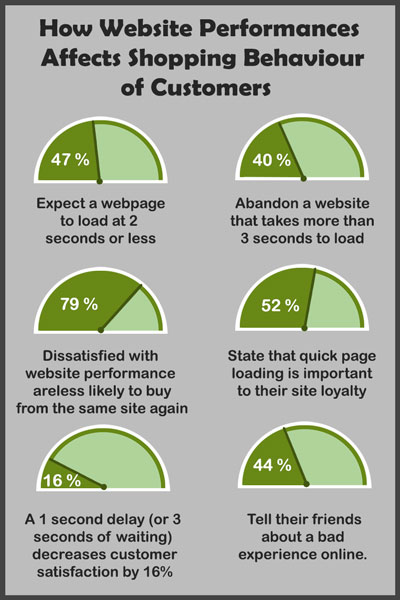 How Website Performances
Affects Shopping Behaviour
of Customers
47 %
Expect a webpage
to load at 2
seconds or less
40 %
Abandon a website
that takes more than
3 seconds to load
79 %
Dissatisfied with
website performance
areless likely to buy
from the same site again
52 %
State that quick page
loading is important
to their site loyalty
16 %
A 1 second delay (or 3
seconds of waiting)
decreases customer
satisfaction by 16%
44 %
Tell their friends
about a bad
experience online.